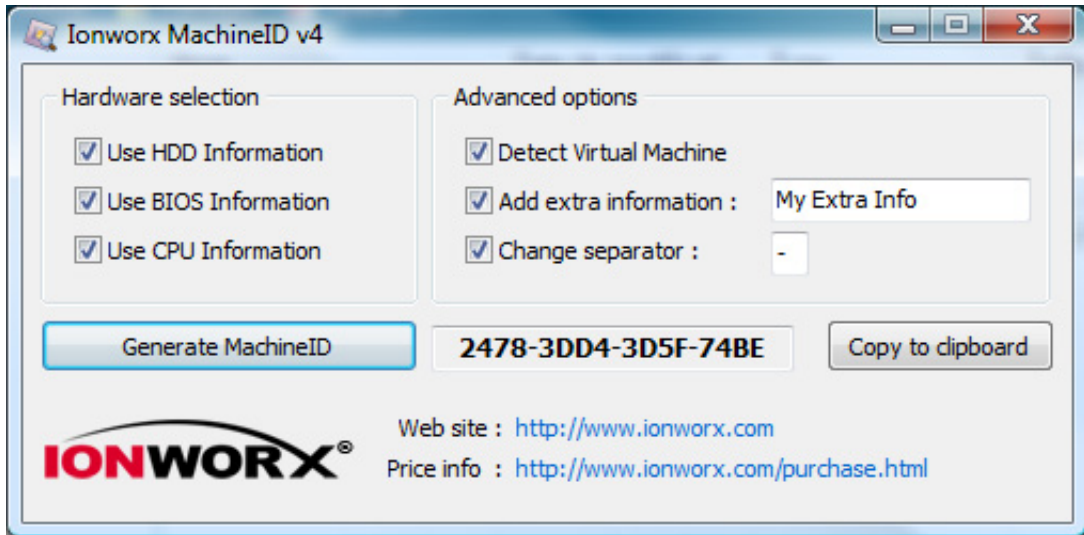 Ionworx MachineID v4
Hardware selection
Use HDD Information
Use BIOS Information
Use CPU Information
Advanced options
Detect Virtual Machine
Add extra information : My Extra Info
Change separator : -
Generate MachineID
2478-3DD4-3D5F-74BE
Copy to clipboard
IONWORX®
Web site : http://www.ionworx.com
Price info : http://www.ionworx.com/purchase.html